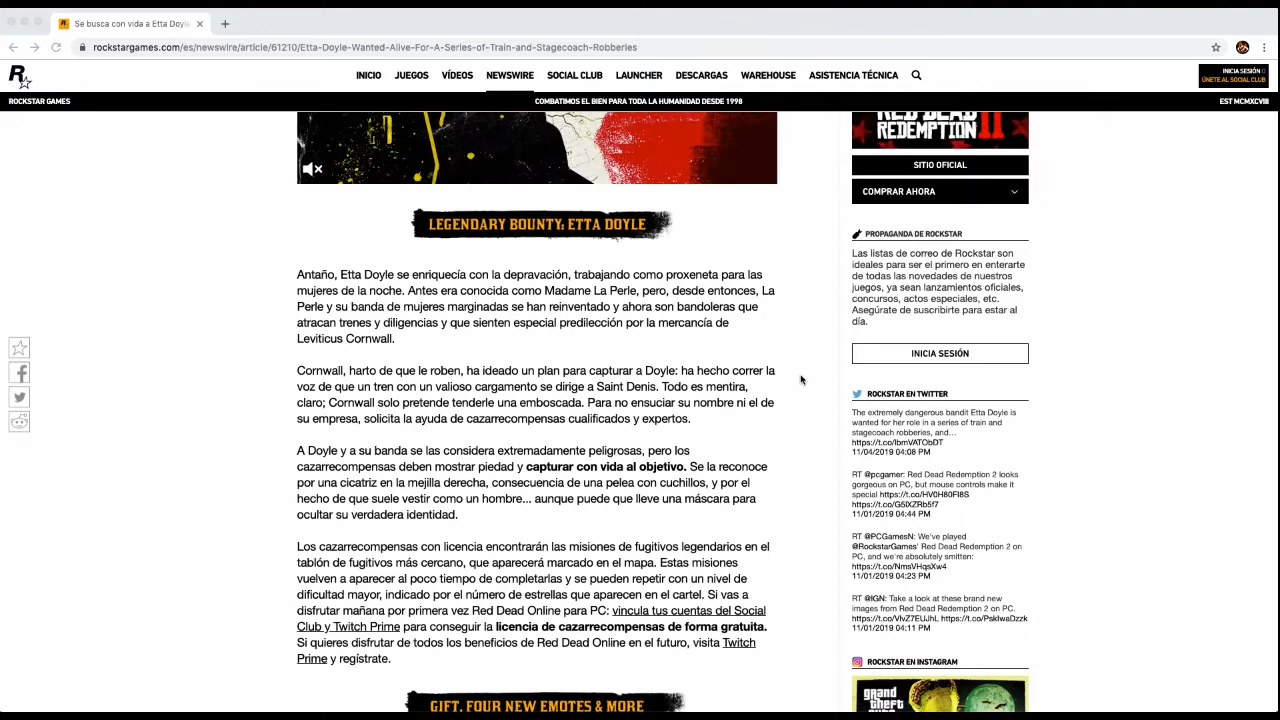 Se busca con vida a Etta Doyle
rockstargames.com/es/newswire/article/61210/Etta-Doyle-Wanted-Alive-For-A-Series-of-Train-and-Stagecoach-Robberies
R
INICIO JUEGOS VÍDEOS NEWSWIRE SOCIAL CLUB LAUNCHER DESCARGAS WAREHOUSE ASISTENCIA TÉCNICA
INICIA SESIÓN
ÚNETE AL SOCIAL CLUB
ROCKSTAR GAMES
COMBATIMOS EL BIEN PARA TODA LA HUMANIDAD DESDE 1998
EST MCMXCVIII
LEGENDARY BOUNTY: ETTA DOYLE
Antaño, Etta Doyle se enriquecía con la depravación, trabajando como proxeneta para las
mujeres de la noche. Antes era conocida como Madame La Perle, pero, desde entonces, La
Perle y su banda de mujeres marginadas se han reinventado y ahora son bandoleras que
atracan trenes y diligencias y que sienten especial predilección por la mercancía de
Leviticus Cornwall.
Cornwall, harto de que le roben, ha ideado un plan para capturar a Doyle: ha hecho correr la
voz de que un tren con un valioso cargamento se dirige a Saint Denis. Todo es mentira,
claro; Cornwall solo pretende tenderle una emboscada. Para no ensuciar su nombre ni el de
su empresa, solicita la ayuda de cazarrecompensas cualificados y expertos.
A Doyle y a su banda se las considera extremadamente peligrosas, pero los
cazarrecompensas deben mostrar piedad y capturar con vida al objetivo. Se la reconoce
por una cicatriz en la mejilla derecha, consecuencia de una pelea con cuchillos, y por el
hecho de que suele vestir como un hombre... aunque puede que lleve una máscara para
ocultar su verdadera identidad.
Los cazarrecompensas con licencia encontrarán las misiones de fugitivos legendarios en el
tablón de fugitivos más cercano, que aparecerá marcado en el mapa. Estas misiones
vuelven a aparecer al poco tiempo de completarlas y se pueden repetir con un nivel de
dificultad mayor, indicado por el número de estrellas que aparecen en el cartel. Si vas a
disfrutar mañana por primera vez Red Dead Online para PC: vincula tus cuentas del Social
Club y Twitch Prime para conseguir la licencia de cazarrecompensas de forma gratuita.
Si quieres disfrutar de todos los beneficios de Red Dead Online en el futuro, visita Twitch
Prime y regístrate.
GIFT, FOUR NEW EMOTES & MORE
RED DEAD
REDEMPTION II
SITIO OFICIAL
COMPRAR AHORA
PROPAGANDA DE ROCKSTAR
Las listas de correo de Rockstar son
ideales para ser el primero en enterarte
de todas las novedades de nuestros
juegos, ya sean lanzamientos oficiales,
concursos, actos especiales, etc.
Asegúrate de suscribirte para estar al
día.
INICIA SESIÓN
ROCKSTAR EN TWITTER
The extremely dangerous bandit Etta Doyle is
wanted for her role in a series of train and
stagecoach robberies, and…
https://t.co/lbmVATObDT
11/04/2019 04:08 PM
RT @pcgamer: Red Dead Redemption 2 looks
gorgeous on PC, but mouse controls make it
special https://t.co/HV0H80FI8S
https://t.co/G5lXZRb5f7
11/01/2019 04:44 PM
RT @PCGamesN: We've played
@RockstarGames' Red Dead Redemption 2 on
PC, and we're absolutely smitten:
https://t.co/NmsVHqsXw4
11/01/2019 04:23 PM
RT @IGN: Take a look at these brand new
images from Red Dead Redemption 2 on PC.
https://t.co/VlvZ7EUJhL https://t.co/PskIwaDzzk
11/01/2019 04:11 PM
ROCKSTAR EN INSTAGRAM
grand
theft